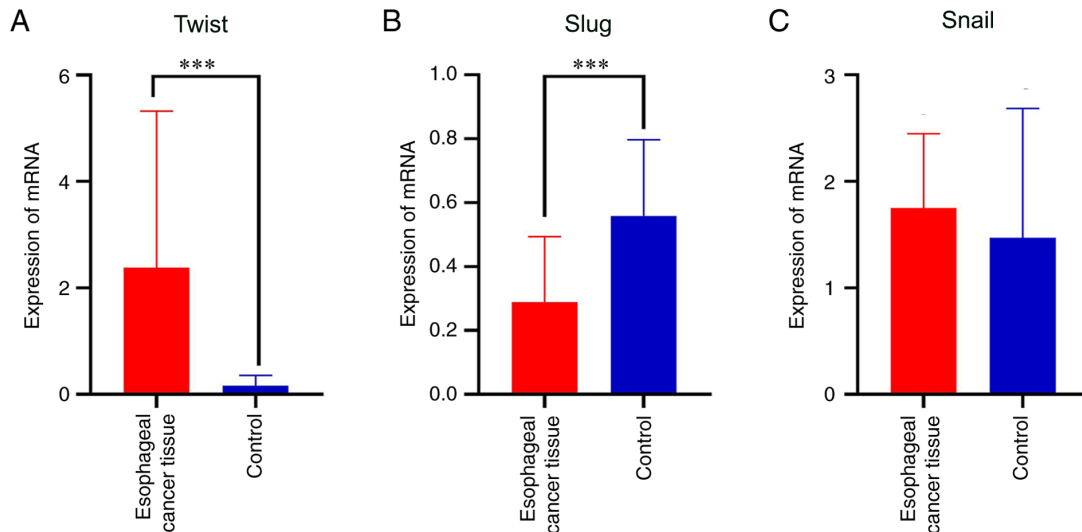 A
Twist
***
Expression of mRNA
6
4
2
0
Esophageal
cancer tissue
Control
B
Slug
***
Expression of mRNA
1.0
0.8
0.6
0.4
0.2
0.0
Esophageal
cancer tissue
Control
C
Snail
Expression of mRNA
3
2
1
0
Esophageal
cancer tissue
Control